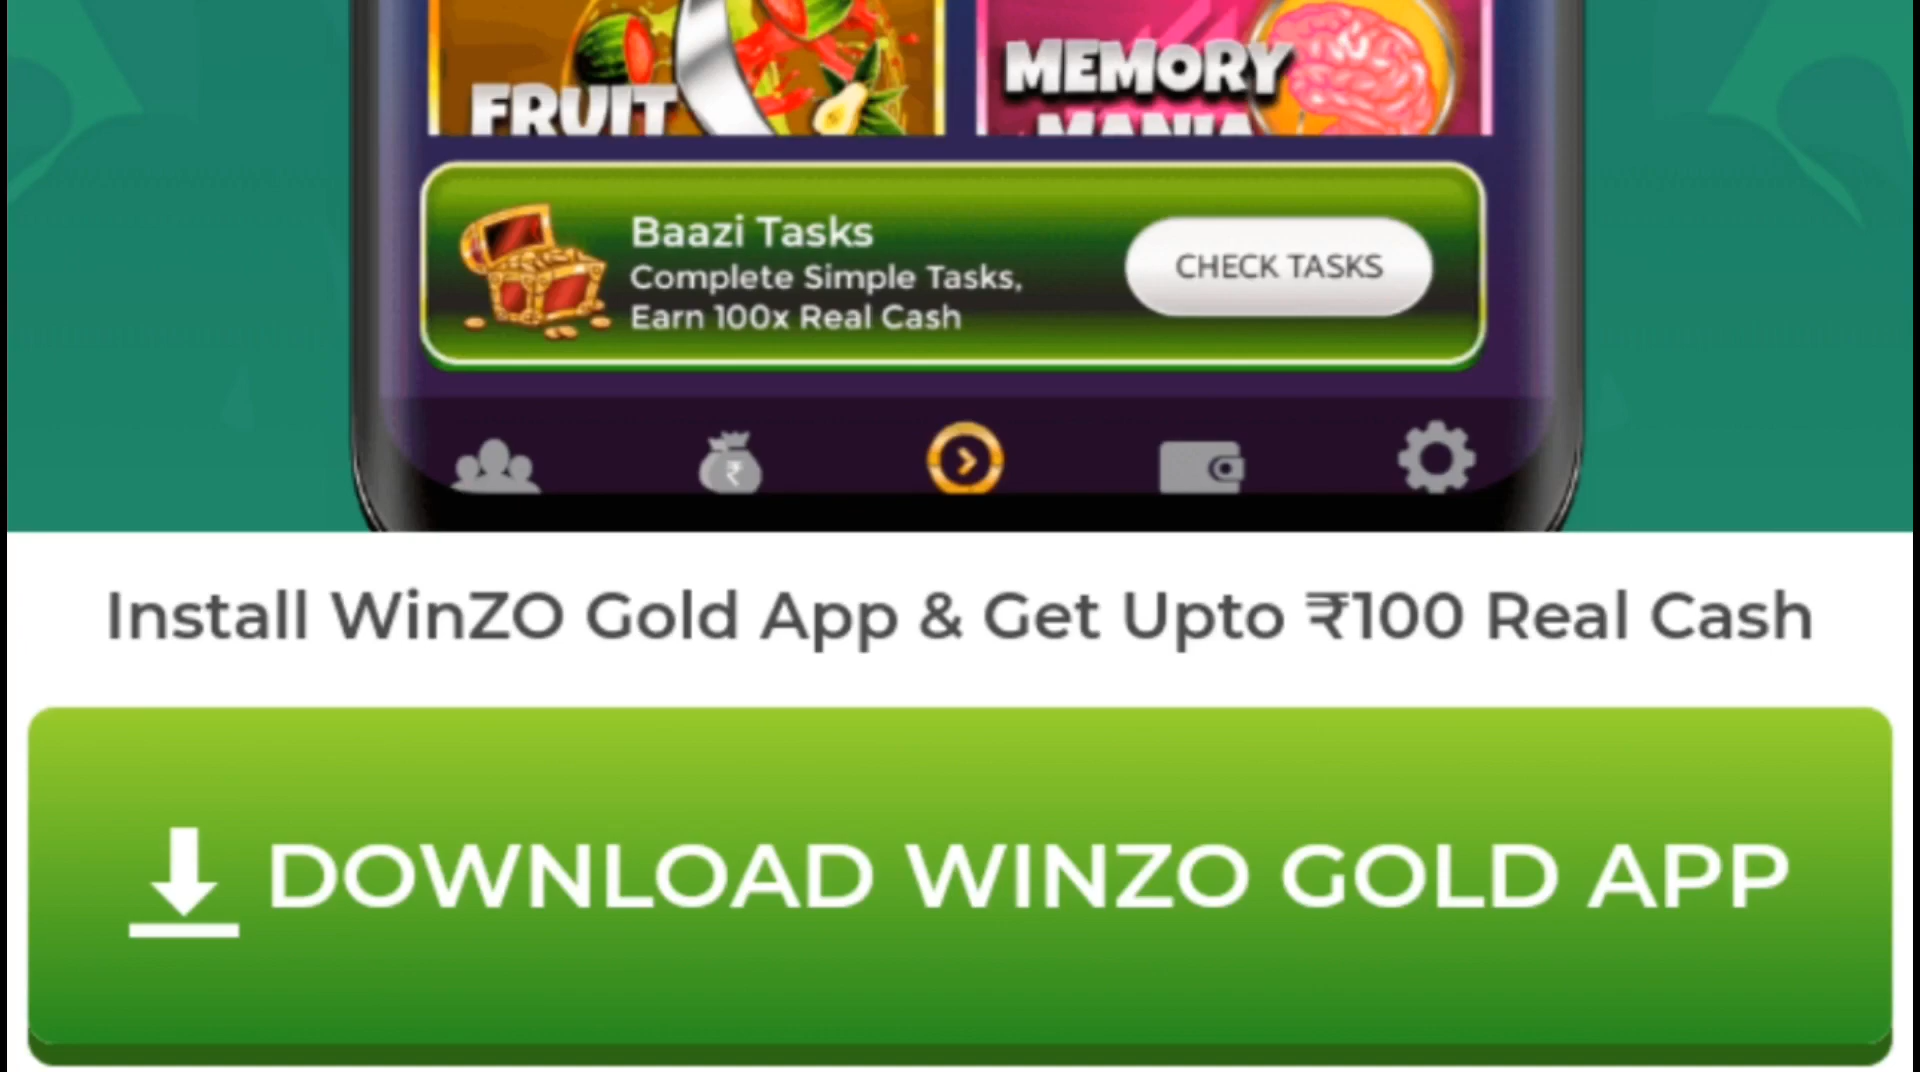 FRUIT
MEMORY
MANIA
Baazi Tasks
Complete Simple Tasks,
Earn 100x Real Cash
CHECK TASKS
₹
Install WinZO Gold App & Get Upto ₹100 Real Cash
DOWNLOAD WINZO GOLD APP